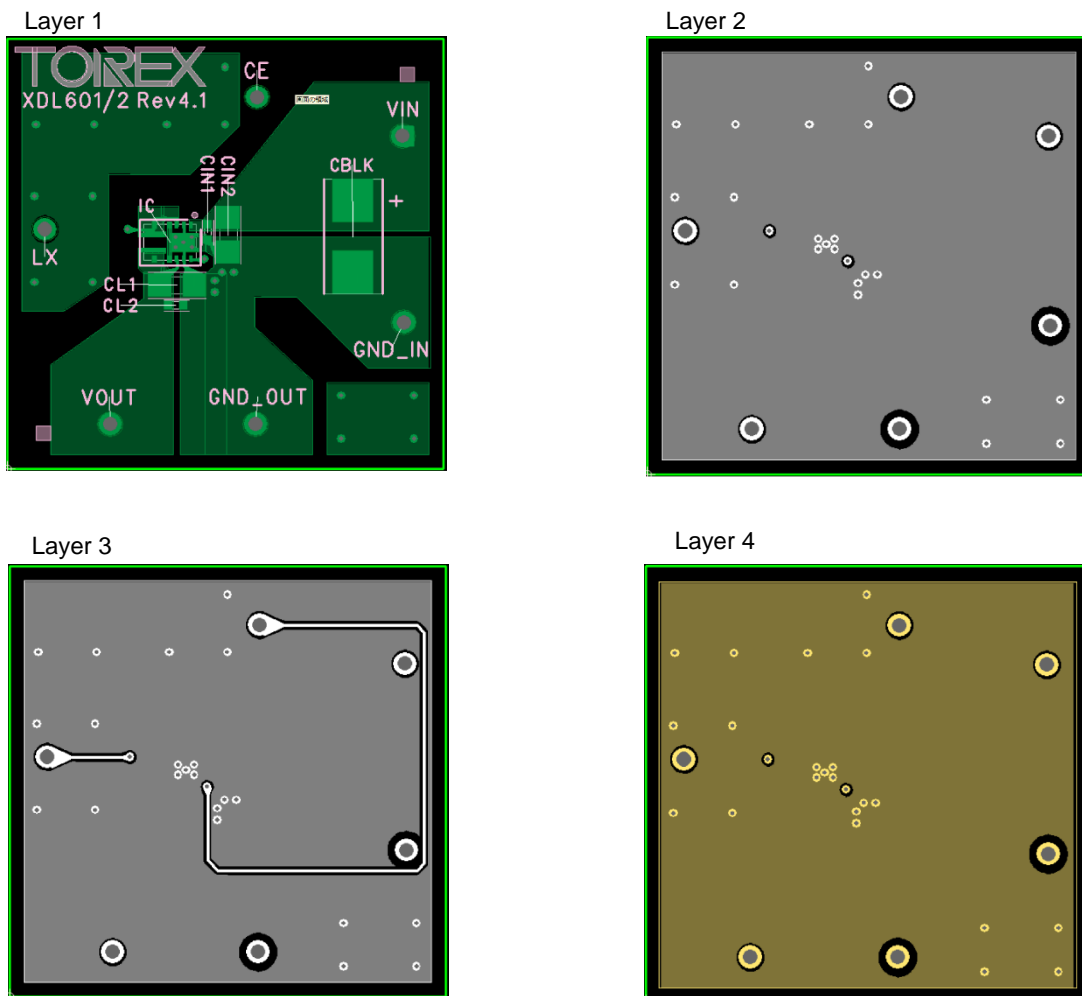 Layer 1
Layer 2
TOIREX
XDL601/2 Rev4.1
CE
VIN
CIN1
CIN2
CBLK
+
IC
LX
CL1
CL2
GND_IN
VOUT
GND_OUT
Layer 3
Layer 4